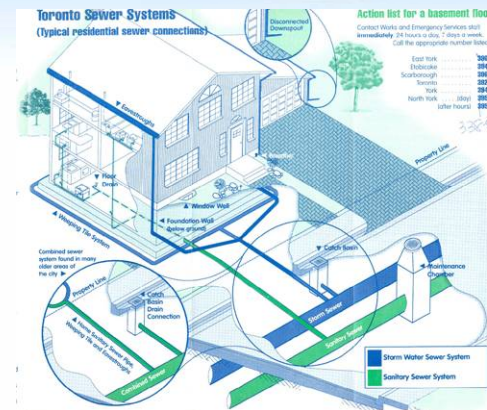 Toronto Sewer Systems
(Typical residential sewer connections)
Disconnected
Downspout
Action list for a basement floo
Contact Works and Emergency Services staff
immediately 24 hours a day, 7 days a week.
Call the appropriate number listed
East York
Etobicoke
Scarborough
Toronto
York
North York (day)
(after hours)
Eavestroughs
Floor
Drain
Window Well
Foundation Wall
(below ground)
Weeping Tile System
Property Line
Combined sewer
system found in many
older areas of
the city
Property Line
Catch
Basin
Drain
Connection
Home Sanitary Sewer Pipe,
Weeping Tile and Eavestroughs
Combined Sewer
Catch Basin
Maintenance
Chamber
Storm Sewer
Sanitary Sewer
Storm Water Sewer System
Sanitary Sewer System